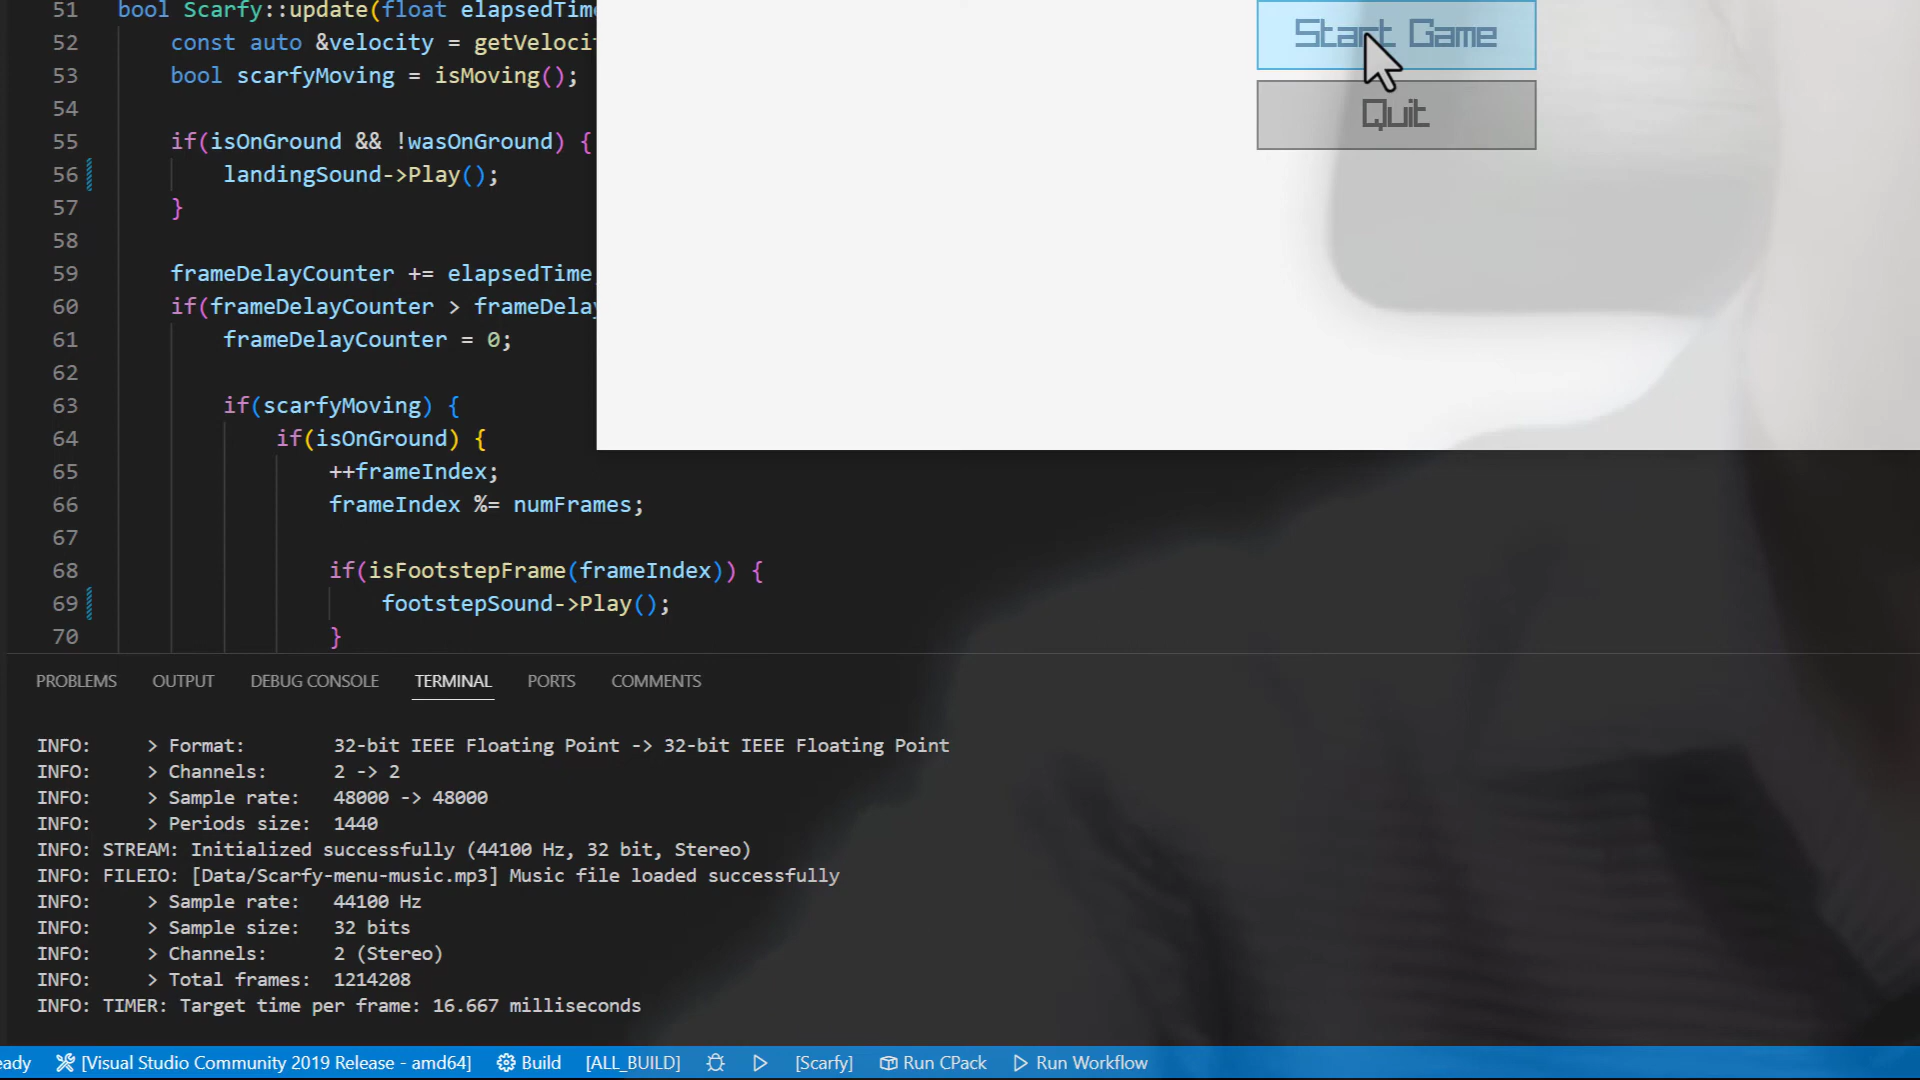 51 bool Scarfy::update(float elapsedTime
52 const auto &velocity = getVeloci
53 bool scarfyMoving = isMoving();
54
55 if(isOnGround && !wasOnGround) {
56 landingSound->Play();
57 }
58
59 frameDelayCounter += elapsedTime
60 if(frameDelayCounter > frameDelay
61 frameDelayCounter = 0;
62
63 if(scarfyMoving) {
64 if(isOnGround) {
65 ++frameIndex;
66 frameIndex %= numFrames;
67
68 if(isFootstepFrame(frameIndex)) {
69 footstepSound->Play();
70 }
Start Game
Quit
PROBLEMS OUTPUT DEBUG CONSOLE TERMINAL PORTS COMMENTS
INFO: > Format: 32-bit IEEE Floating Point -> 32-bit IEEE Floating Point
INFO: > Channels: 2 -> 2
INFO: > Sample rate: 48000 -> 48000
INFO: > Periods size: 1440
INFO: STREAM: Initialized successfully (44100 Hz, 32 bit, Stereo)
INFO: FILEIO: [Data/Scarfy-menu-music.mp3] Music file loaded successfully
INFO: > Sample rate: 44100 Hz
INFO: > Sample size: 32 bits
INFO: > Channels: 2 (Stereo)
INFO: > Total frames: 1214208
INFO: TIMER: Target time per frame: 16.667 milliseconds
eady [Visual Studio Community 2019 Release - amd64] Build [ALL_BUILD] [Scarfy] Run CPack Run Workflow